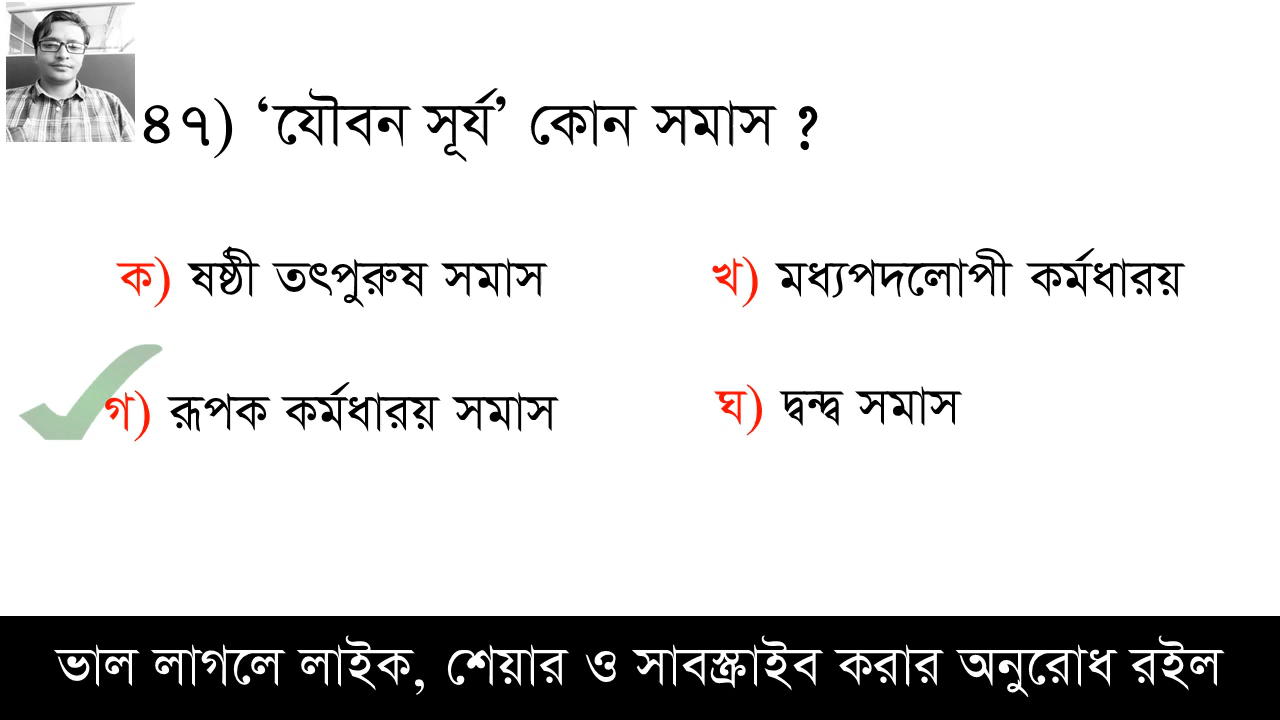 ৪৭) ‘যৌবন সূর্য’ কোন সমাস ?
ক) ষষ্ঠী তৎপুরুষ সমাস
খ) মধ্যপদলোপী কর্মধারয়
গ) রূপক কর্মধারয় সমাস
ঘ) দ্বন্দ্ব সমাস
ভাল লাগলে লাইক, শেয়ার ও সাবস্ক্রাইব করার অনুরোধ রইল